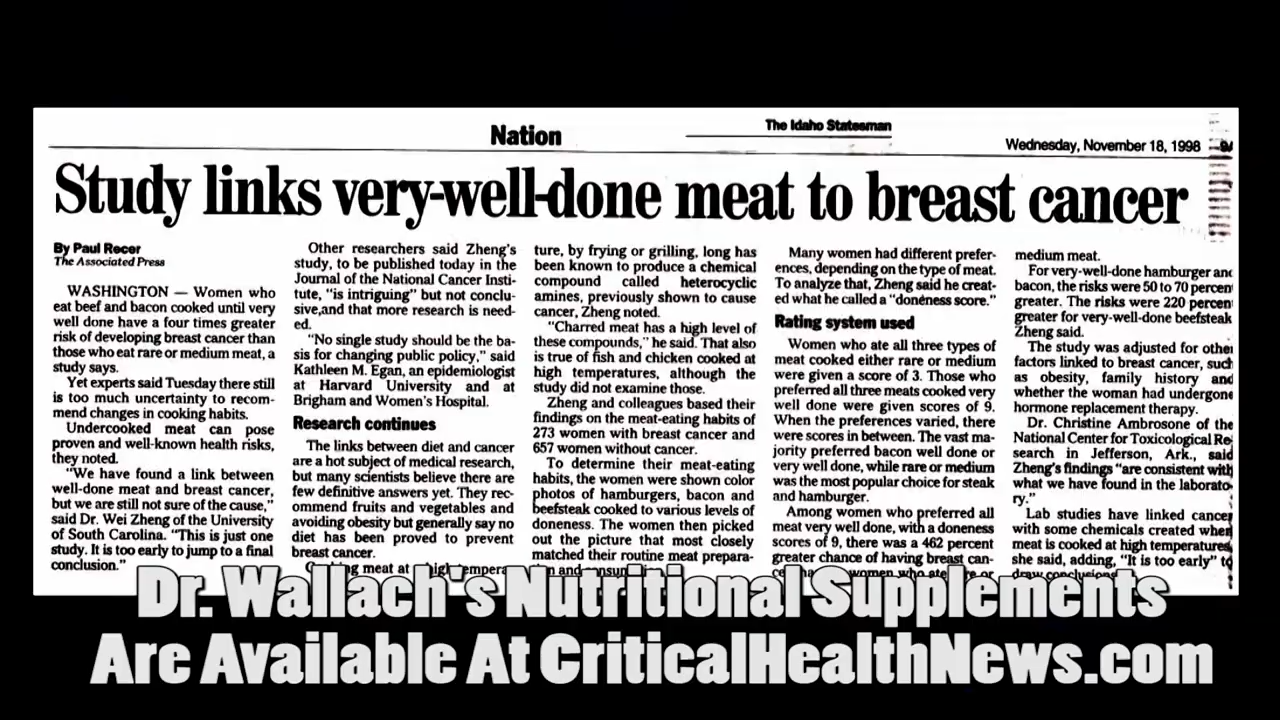 Nation
The Idaho Statesman
Wednesday, November 18, 1998
Study links very-well-done meat to breast cancer
By Paul Recer
The Associated Press
WASHINGTON — Women who
eat beef and bacon cooked until very
well done have a four times greater
risk of developing breast cancer than
those who eat rare or medium meat, a
study says.
Yet experts said Tuesday there still
is too much uncertainty to recom-
mend changes in cooking habits.
Undercooked meat can pose
proven and well-known health risks,
they noted.
"We have found a link between
well-done meat and breast cancer,
but we are still not sure of the cause,"
said Dr. Wei Zheng of the University
of South Carolina. "This is just one
study. It is too early to jump to a final
conclusion."
Other researchers said Zheng's
study, to be published today in the
Journal of the National Cancer Insti-
tute, "is intriguing" but not conclu-
sive,and that more research is need-
ed.
"No single study should be the ba-
sis for changing public policy," said
Kathleen M. Egan, an epidemiologist
at Harvard University and at
Brigham and Women's Hospital.
Research continues
The links between diet and cancer
are a hot subject of medical research,
but many scientists believe there are
few definitive answers yet. They rec-
ommend fruits and vegetables and
avoiding obesity but generally say no
diet has been proved to prevent
breast cancer.
meat at high tempera-
ture, by frying or grilling, long has
been known to produce a chemical
compound called heterocyclic
amines, previously shown to cause
cancer, Zheng noted.
"Charred meat has a high level of
these compounds," he said. That also
is true of fish and chicken cooked at
high temperatures, although the
study did not examine those.
Zheng and colleagues based their
findings on the meat-eating habits of
273 women with breast cancer and
657 women without cancer.
To determine their meat-eating
habits, the women were shown color
photos of hamburgers, bacon and
beefsteak cooked to various levels of
doneness. The women then picked
out the picture that most closely
matched their routine meat prepara-
and
Many women had different prefer-
ences, depending on the type of meat.
To analyze that, Zheng said he creat-
ed what he called a "doneness score."
Rating system used
Women who ate all three types of
meat cooked either rare or medium
were given a score of 3. Those who
preferred all three meats cooked very
well done were given scores of 9.
When the preferences varied, there
were scores in between. The vast ma-
jority preferred bacon well done or
very well done, while rare or medium
was the most popular choice for steak
and hamburger.
Among women who preferred all
meat very well done, with a doneness
scores of 9, there was a 462 percent
greater chance of having breast can-
women who ate or
medium meat.
For very-well-done hamburger and
bacon, the risks were 50 to 70 percent
greater. The risks were 220 percent
greater for very-well-done beefsteak
Zheng said.
The study was adjusted for other
factors linked to breast cancer, such
as obesity, family history and
whether the woman had undergone
hormone replacement therapy.
Dr. Christine Ambrosone of the
National Center for Toxicological Re
search in Jefferson, Ark., said
Zheng's findings "are consistent with
what we have found in the laborato-
ry."
Lab studies have linked cancer
with some chemicals created when
meat is cooked at high temperatures,
she said, adding, "It is too early" to
draw conclusions.
Dr. Wallach's Nutritional Supplements
Are Available At CriticalHealthNews.com